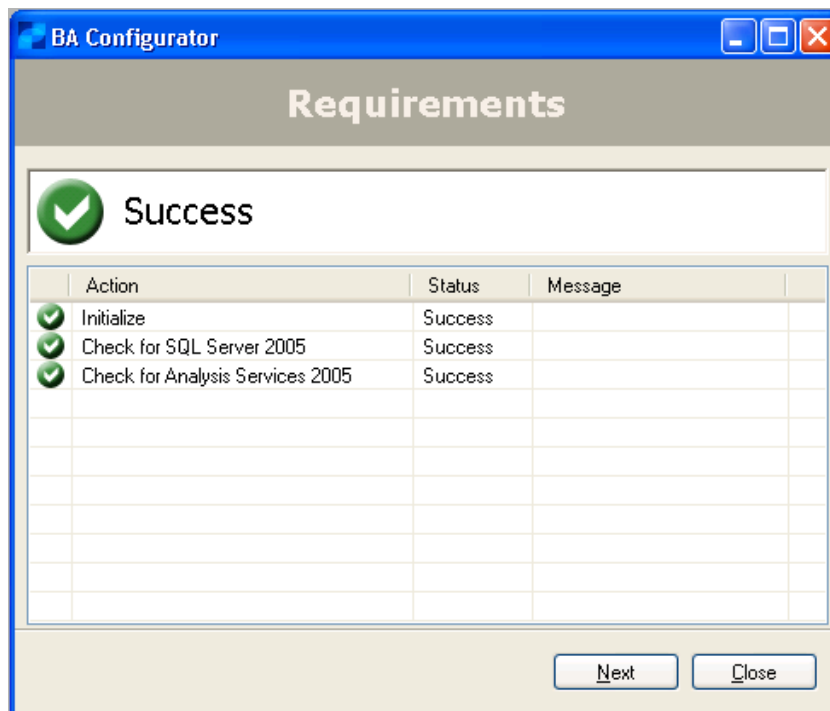 BA Configurator
Requirements
Success
Action Status Message
Initialize Success
Check for SQL Server 2005 Success
Check for Analysis Services 2005 Success
Next Close